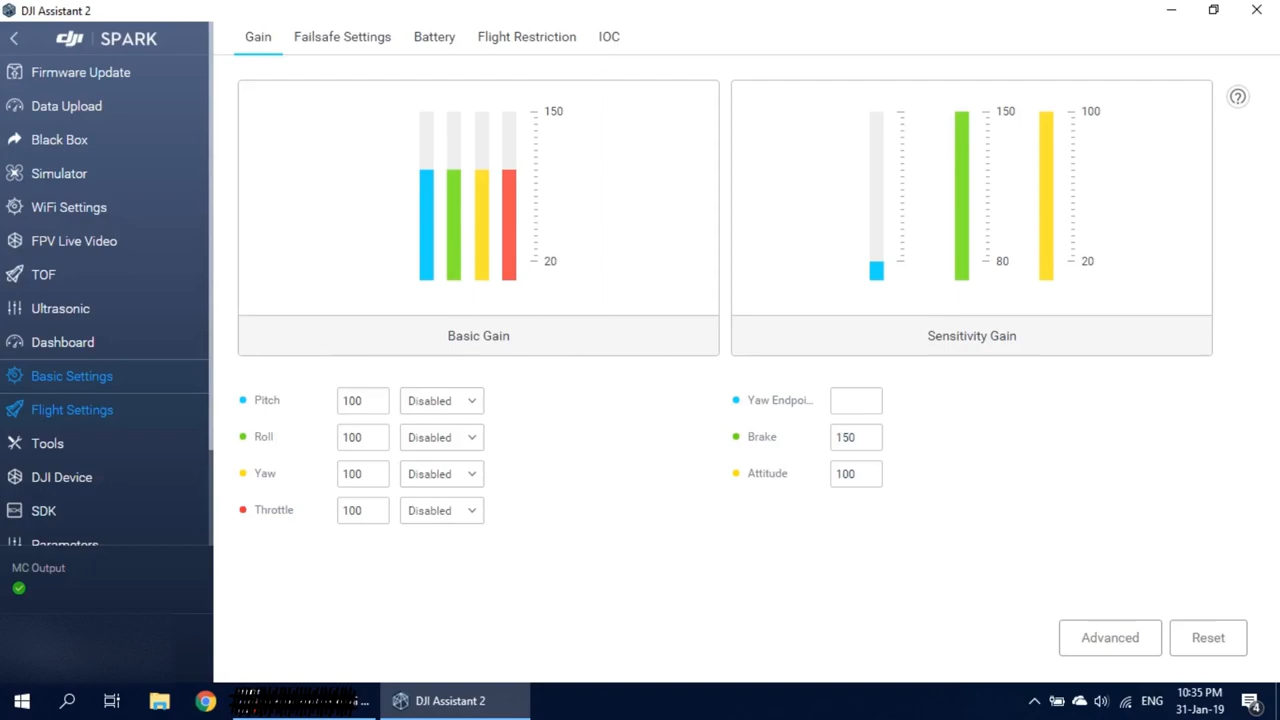 DJI Assistant 2
dji | SPARK
Firmware Update
Data Upload
Black Box
Simulator
WiFi Settings
FPV Live Video
TOF
Ultrasonic
Dashboard
Basic Settings
Flight Settings
Tools
DJI Device
SDK
Parameters
MC Output
Gain Failsafe Settings Battery Flight Restriction IOC
150
20
Basic Gain
150 100
80 20
Sensitivity Gain
Pitch 100 Disabled
Roll 100 Disabled
Yaw 100 Disabled
Throttle 100 Disabled
Yaw Endpoi...
Brake 150
Attitude 100
Advanced Reset
... DJI Assistant 2 ENG
10:35 PM
31-Jan-19
4